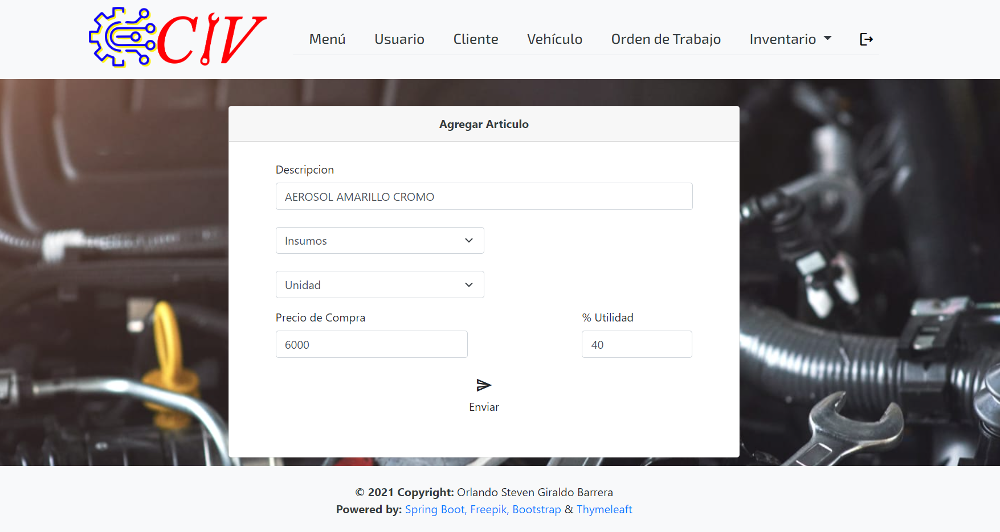 CIV
Menú Usuario Cliente Vehículo Orden de Trabajo Inventario
Agregar Articulo
Descripcion
AEROSOL AMARILLO CROMO
Insumos
Unidad
Precio de Compra % Utilidad
6000 40
Enviar
© 2021 Copyright: Orlando Steven Giraldo Barrera
Powered by: Spring Boot, Freepik, Bootstrap & Thymeleaft